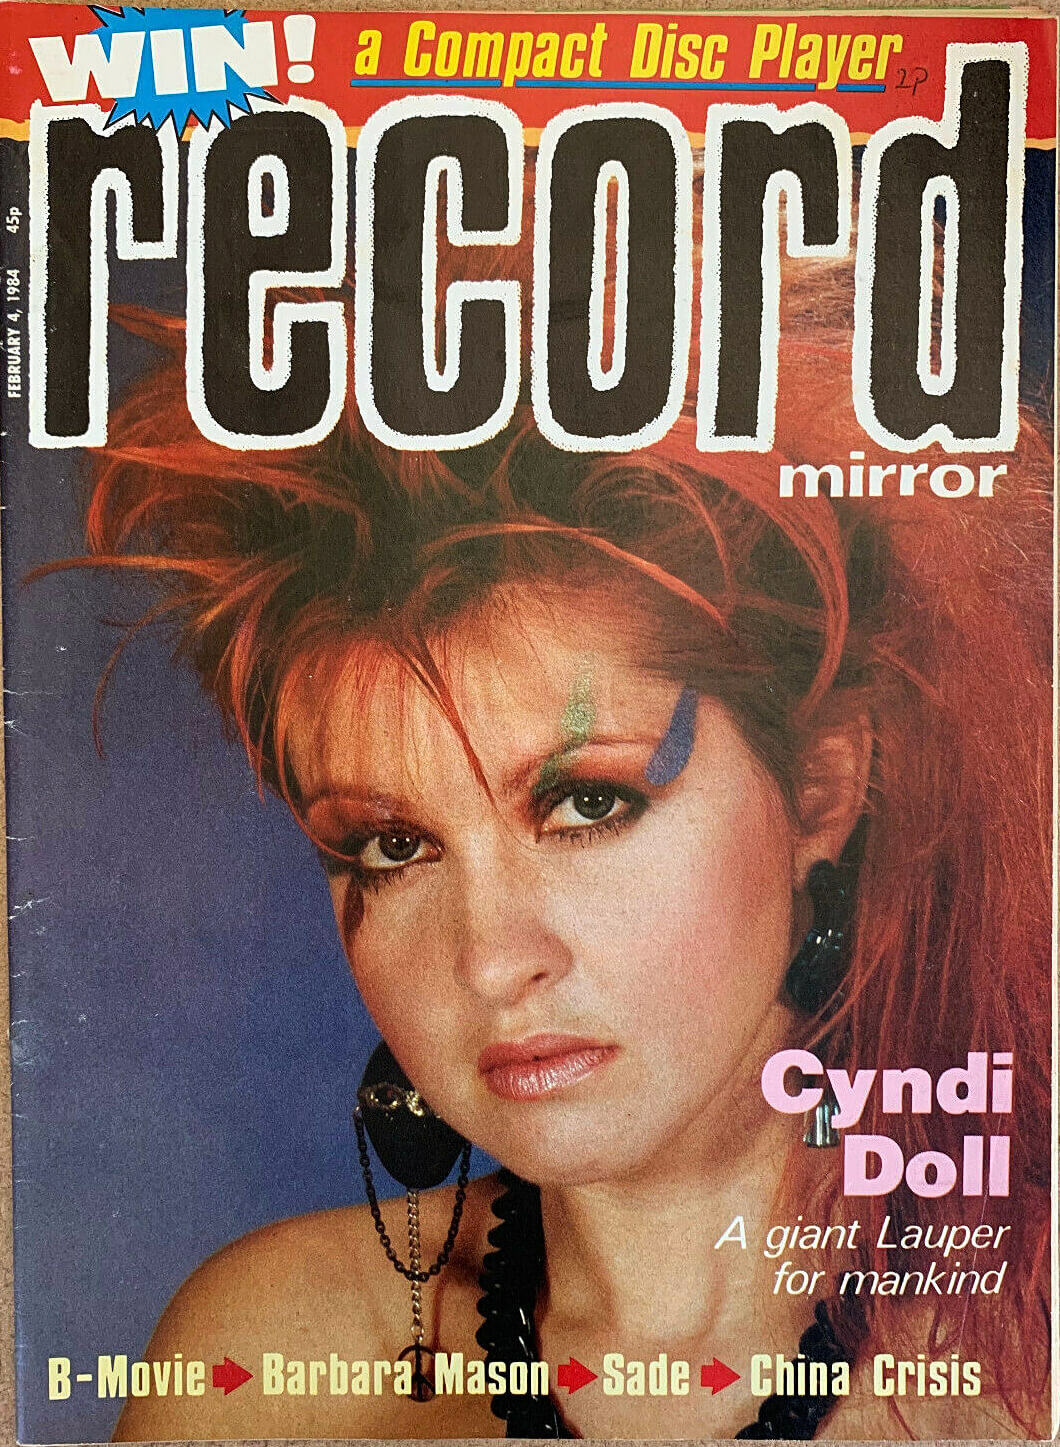 WIN! a Compact Disc Player
2P
record
mirror
FEBRUARY 4, 1984 45p
Cyndi
Doll
A giant Lauper
for mankind
B-Movie Barbara Mason Sade China Crisis